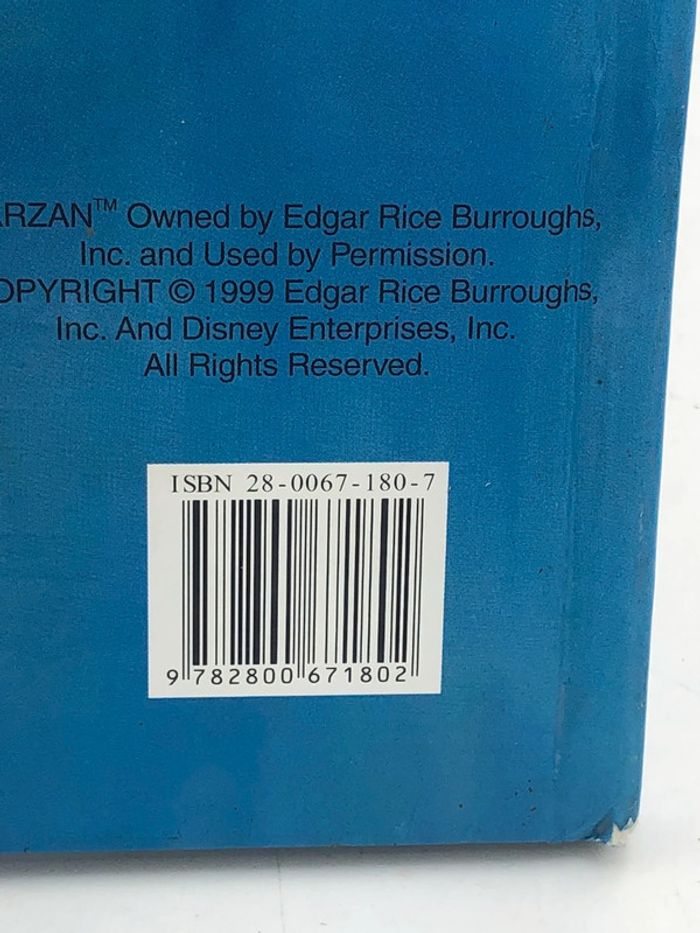 RZAN™ Owned by Edgar Rice Burroughs,
Inc. and Used by Permission.
OPYRIGHT © 1999 Edgar Rice Burroughs,
Inc. And Disney Enterprises, Inc.
All Rights Reserved.
ISBN 28-0067-180-7
9 782800 671802